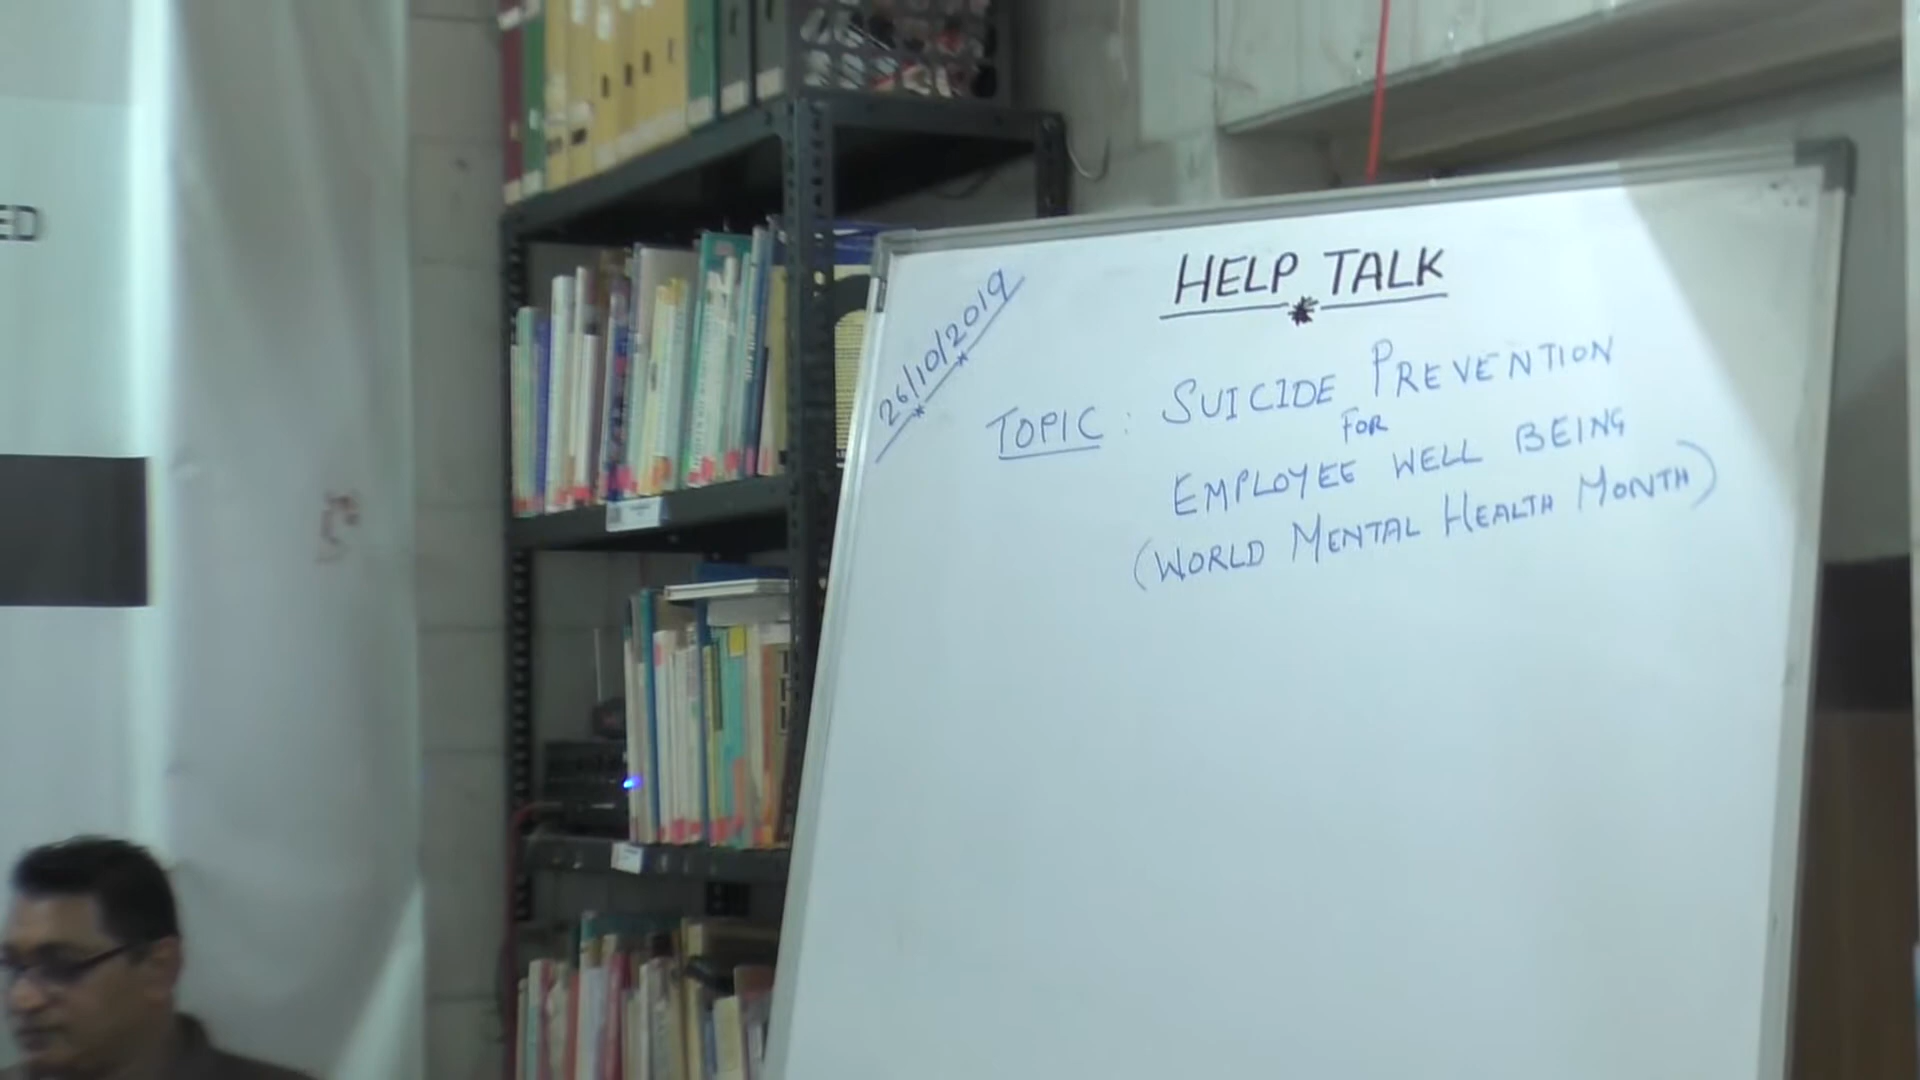 ED
26/10/2019
HELP TALK
TOPIC : SUICIDE PREVENTION
FOR
EMPLOYEE WELL BEING
(WORLD MENTAL HEALTH MONTH)